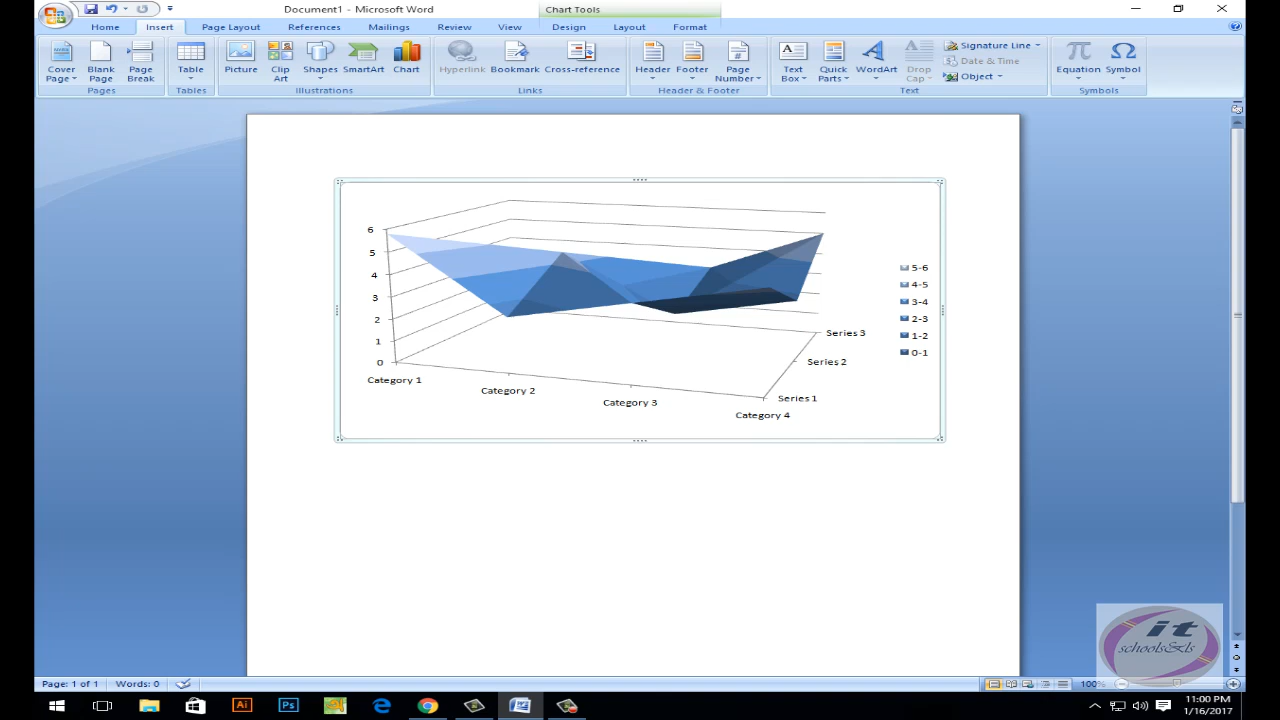 Document1 - Microsoft Word
Chart Tools
Home Insert Page Layout References Mailings Review View Design Layout Format
Cover Page
Blank Page
Page Break
Table
Picture
Clip Art
Shapes
SmartArt
Chart
Hyperlink
Bookmark
Cross-reference
Header
Footer
Page Number
Text Box
Quick Parts
WordArt
Drop Cap
Signature Line
Date & Time
Object
Equation
Symbol
Pages Tables Illustrations Links Header & Footer Text Symbols
6
5
4
3
2
1
0
Category 1
Category 2
Category 3
Category 4
Series 3
Series 2
Series 1
5-6
4-5
3-4
2-3
1-2
0-1
it
schools&ls
Page: 1 of 1 Words: 0 100%
Ai Ps
11:00 PM
1/16/2017